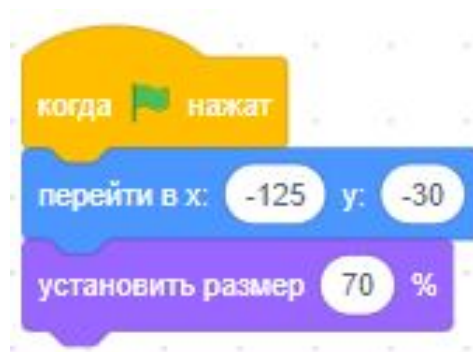 когда нажат
перейти в x: -125 y: -30
установить размер 70 %